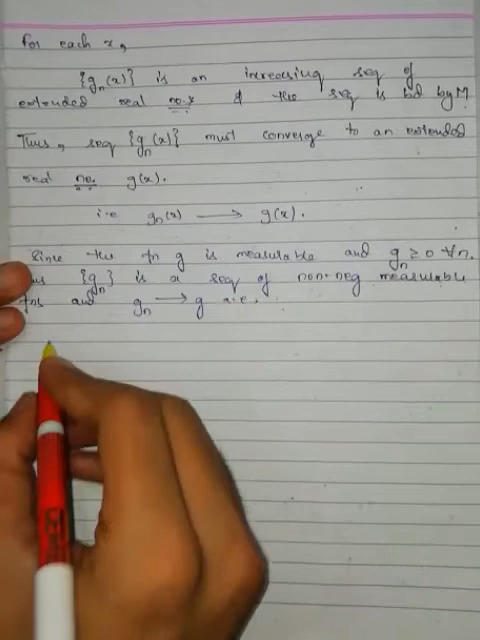 For each x,
{gₙ(x)} is an increasing seq of
extended real no.s & the seq is bd by M.
Thus, seq {gₙ(x)} must converge to an extended
real no. g(x).
i.e gₙ(x) ⟶ g(x).
Since the fn g is measurable and gₙ ≥ 0 ∀n.
{gₙ} is a seq of non-neg measurable
fns and gₙ ⟶ g a.e.